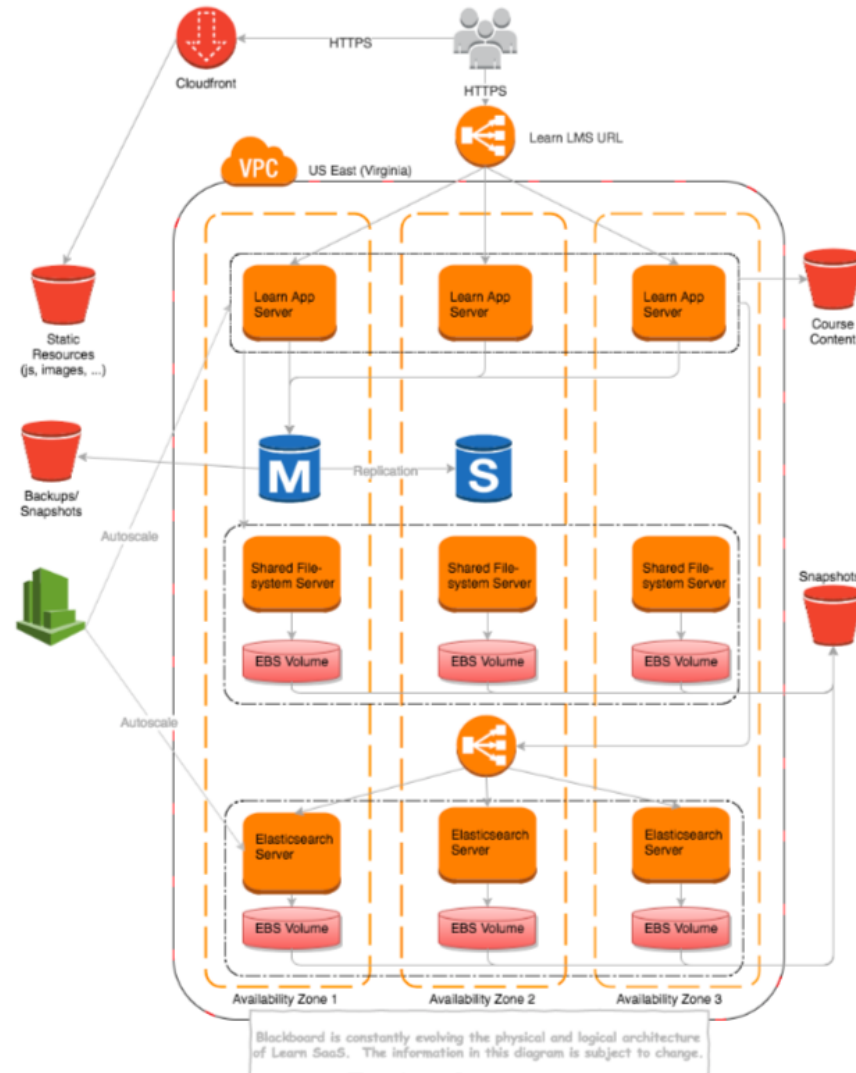 HTTPS
Cloudfront
HTTPS
Learn LMS URL
VPC
US East (Virginia)
Learn App
Server
Learn App
Server
Learn App
Server
Static
Resources
(js, images, ...)
Course
Content
M
Replication
S
Backups/
Snapshots
Autoscale
Shared File-
system Server
Shared File-
system Server
Shared File-
system Server
Snapshots
EBS Volume
EBS Volume
EBS Volume
Autoscale
Elasticsearch
Server
Elasticsearch
Server
Elasticsearch
Server
EBS Volume
EBS Volume
EBS Volume
Availability Zone 1
Availability Zone 2
Availability Zone 3
Blackboard is constantly evolving the physical and logical architecture
of Learn SaaS. The information in this diagram is subject to change.